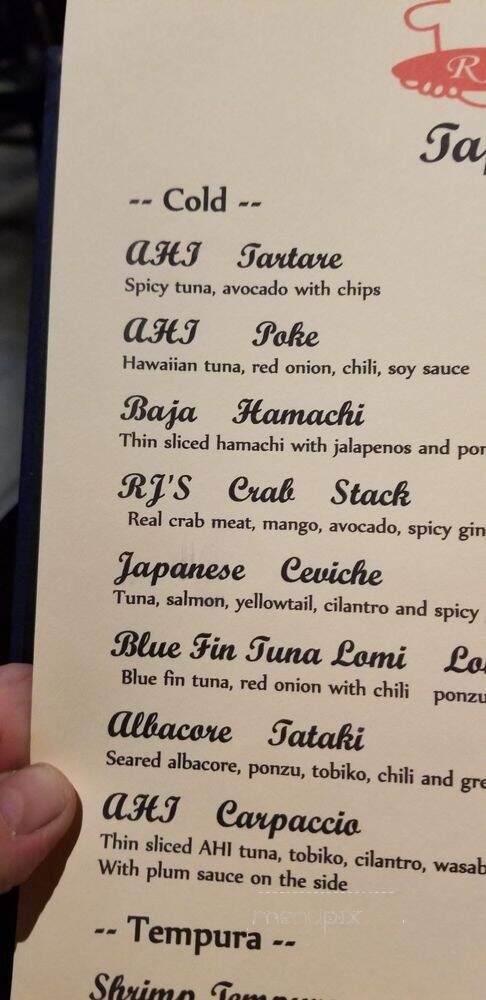 R
Ta
-- Cold --
AHI Tartare
Spicy tuna, avocado with chips
AHI Poke
Hawaiian tuna, red onion, chili, soy sauce
Baja Hamachi
Thin sliced hamachi with jalapenos and
RJ'S Crab Stack
Real crab meat, mango, avocado, spicy
Japanese Ceviche
Tuna, salmon, yellowtail, cilantro and spicy
Blue Fin Tuna Lomi
Blue fin tuna, red onion with chili ponzu
Albacore Tataki
Seared albacore, ponzu, tobiko, chili and
AHI Carpaccio
Thin sliced AHI tuna, tobiko, cilantro,
With plum sauce on the side
menupix
-- Tempura --
Shrimp